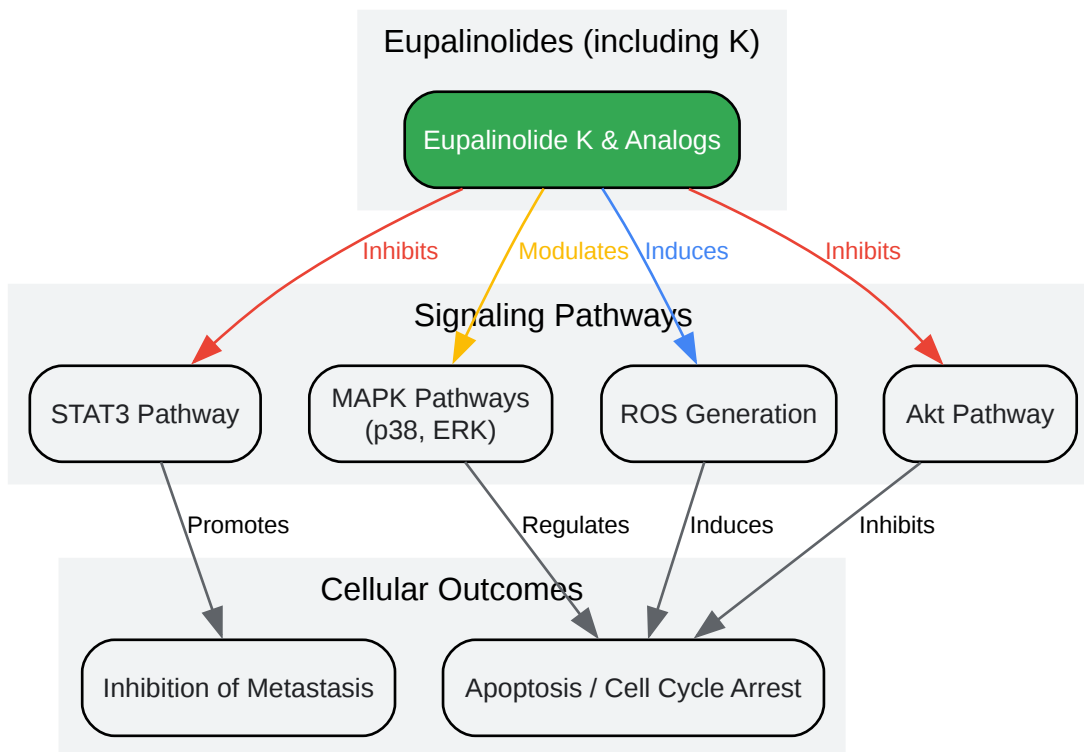 Eupalinolides (including K)
Eupalinolide K & Analogs
Inhibits
Modulates
Induces
Inhibits
Signaling Pathways
STAT3 Pathway
MAPK Pathways
(p38, ERK)
ROS Generation
Akt Pathway
Promotes
Regulates
Induces
Inhibits
Cellular Outcomes
Inhibition of Metastasis
Apoptosis / Cell Cycle Arrest